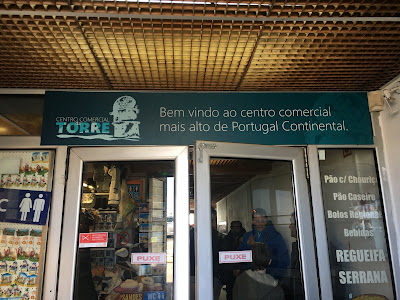 CENTRO COMERCIAL
TORRE
Bem vindo ao centro comercial
mais alto de Portugal Continental.
PUXE
PUXE
Pão c/ Chouriço
Pão Caseiro
Bolos Regionais
Bebidas
REGUEIFA
SERRANA